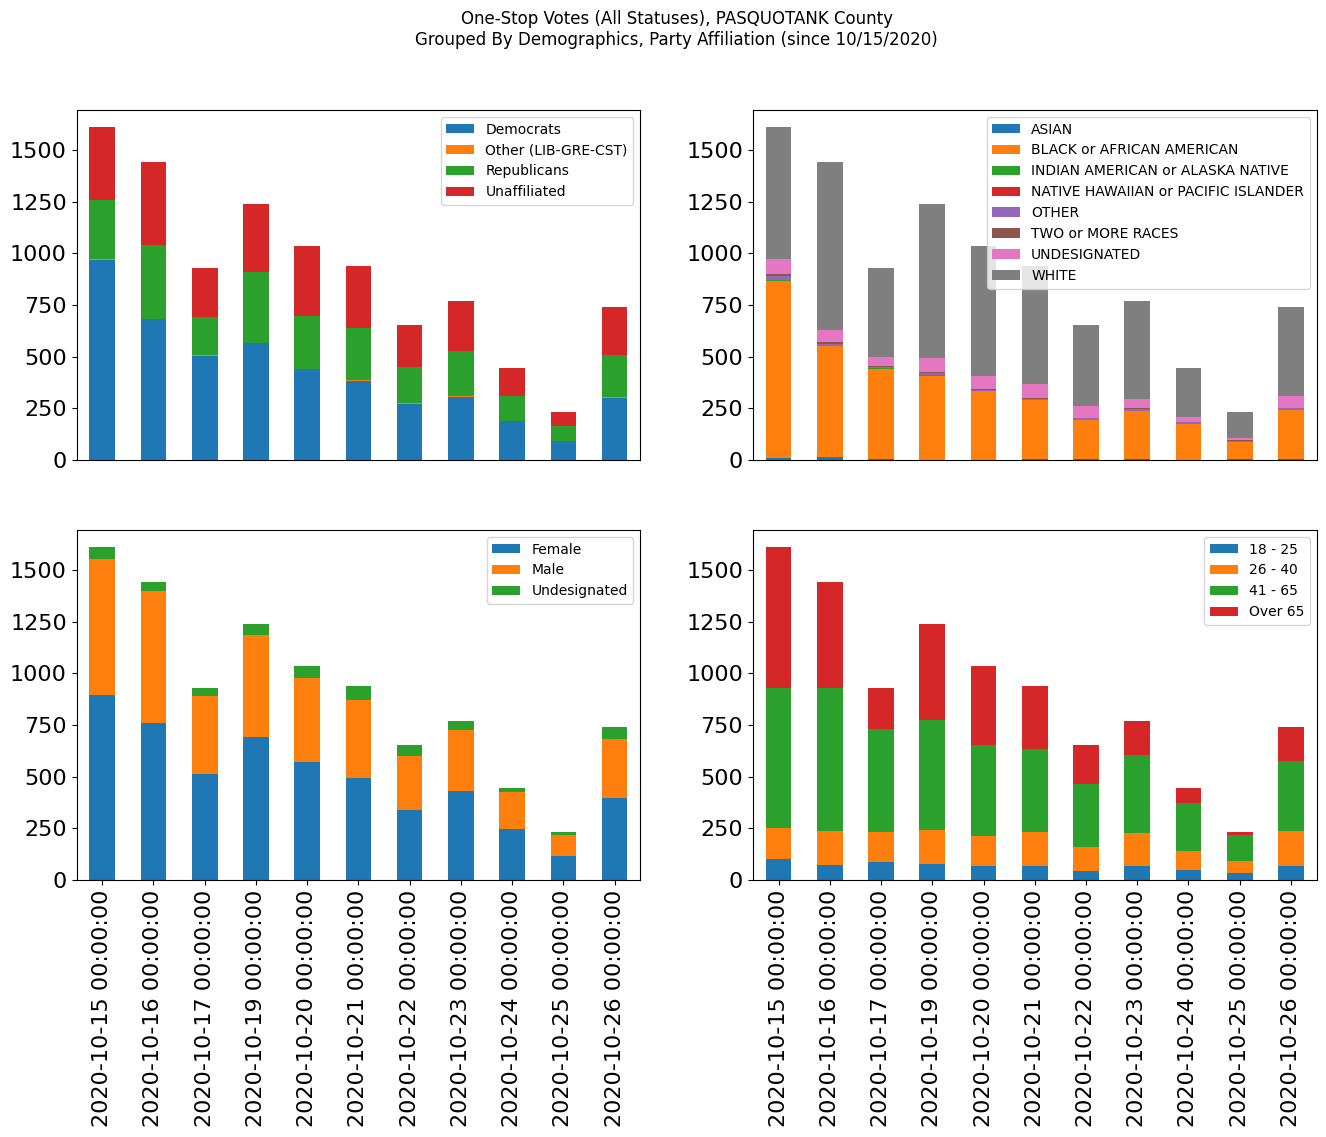 One-Stop Votes (All Statuses), PASQUOTANK County
Grouped By Demographics, Party Affiliation (since 10/15/2020)
1500
1250
1000
750
500
250
0
Democrats
Other (LIB-GRE-CST)
Republicans
Unaffiliated
1500
1250
1000
750
500
250
0
ASIAN
BLACK or AFRICAN AMERICAN
INDIAN AMERICAN or ALASKA NATIVE
NATIVE HAWAIIAN or PACIFIC ISLANDER
OTHER
TWO or MORE RACES
UNDESIGNATED
WHITE
1500
1250
1000
750
500
250
0
Female
Male
Undesignated
2020-10-15 00:00:00
2020-10-16 00:00:00
2020-10-17 00:00:00
2020-10-19 00:00:00
2020-10-20 00:00:00
2020-10-21 00:00:00
2020-10-22 00:00:00
2020-10-23 00:00:00
2020-10-24 00:00:00
2020-10-25 00:00:00
2020-10-26 00:00:00
1500
1250
1000
750
500
250
0
18 - 25
26 - 40
41 - 65
Over 65
2020-10-15 00:00:00
2020-10-16 00:00:00
2020-10-17 00:00:00
2020-10-19 00:00:00
2020-10-20 00:00:00
2020-10-21 00:00:00
2020-10-22 00:00:00
2020-10-23 00:00:00
2020-10-24 00:00:00
2020-10-25 00:00:00
2020-10-26 00:00:00